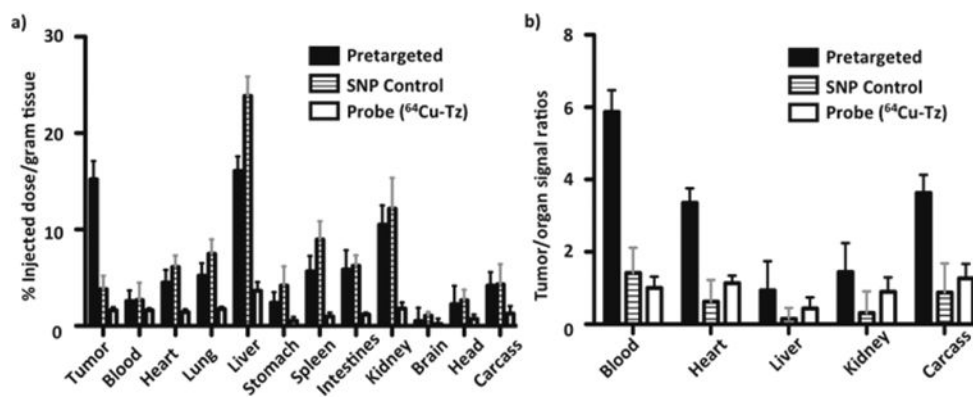 a)
% Injected dose/gram tissue
30
20
10
0
Pretargeted
SNP Control
Probe (⁶⁴Cu-Tz)
Tumor
Blood
Heart
Lung
Liver
Stomach
Spleen
Intestines
Kidney
Brain
Head
Carcass
b)
Tumor/organ signal ratios
8
6
4
2
0
Pretargeted
SNP Control
Probe (⁶⁴Cu-Tz)
Blood
Heart
Liver
Kidney
Carcass